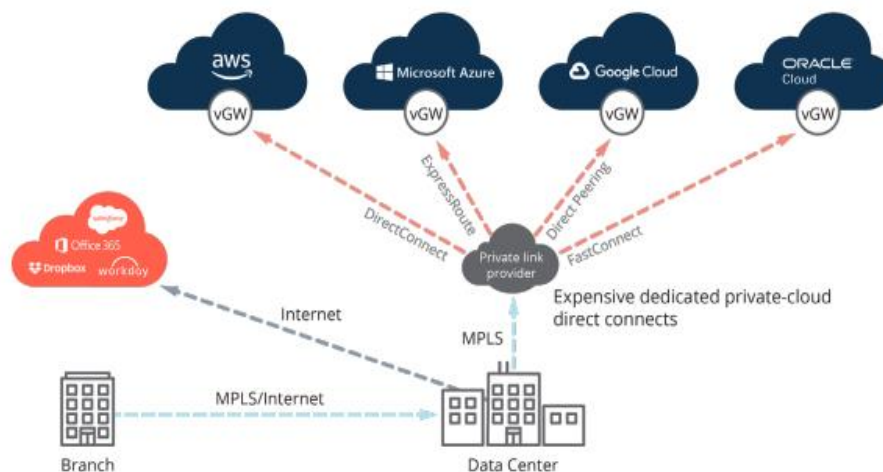 aws
Microsoft Azure
Google Cloud
ORACLE
Cloud
vGW
vGW
vGW
vGW
DirectConnect
ExpressRoute
Direct Peering
FastConnect
salesforce
Office 365
Dropbox
workday
Private link
provider
Expensive dedicated private-cloud
direct connects
Internet
MPLS
MPLS/Internet
Branch
Data Center